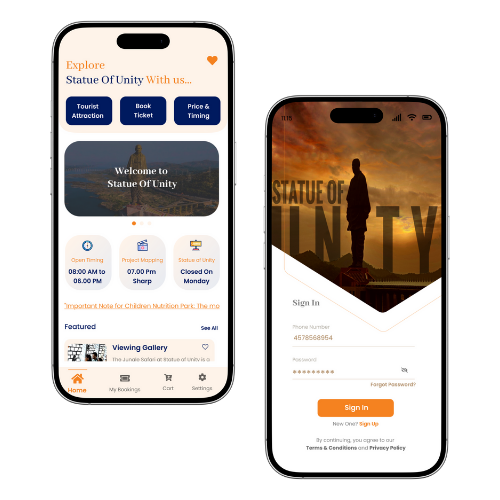 Explore
Statue Of Unity With us...
Tourist
Attraction
Book
Ticket
Price &
Timing
Welcome to
Statue Of Unity
Open Timing
08:00 AM to
06.00 PM
Project Mapping
07.00 Pm
Sharp
Statue of Unity
Closed On
Monday
"Important Note for Children Nutrition Park: The mo
Featured
See All
Viewing Gallery
The Jungle Safari at Statue of Unity is a
Home
My Bookings
Cart
Settings
11:15
STATUE OF
UNITY
Sign In
Phone Number
4578568954
Password
Forgot Password?
Sign In
New One? Sign Up
By continuing, you agree to our
Terms & Conditions and Privacy Policy